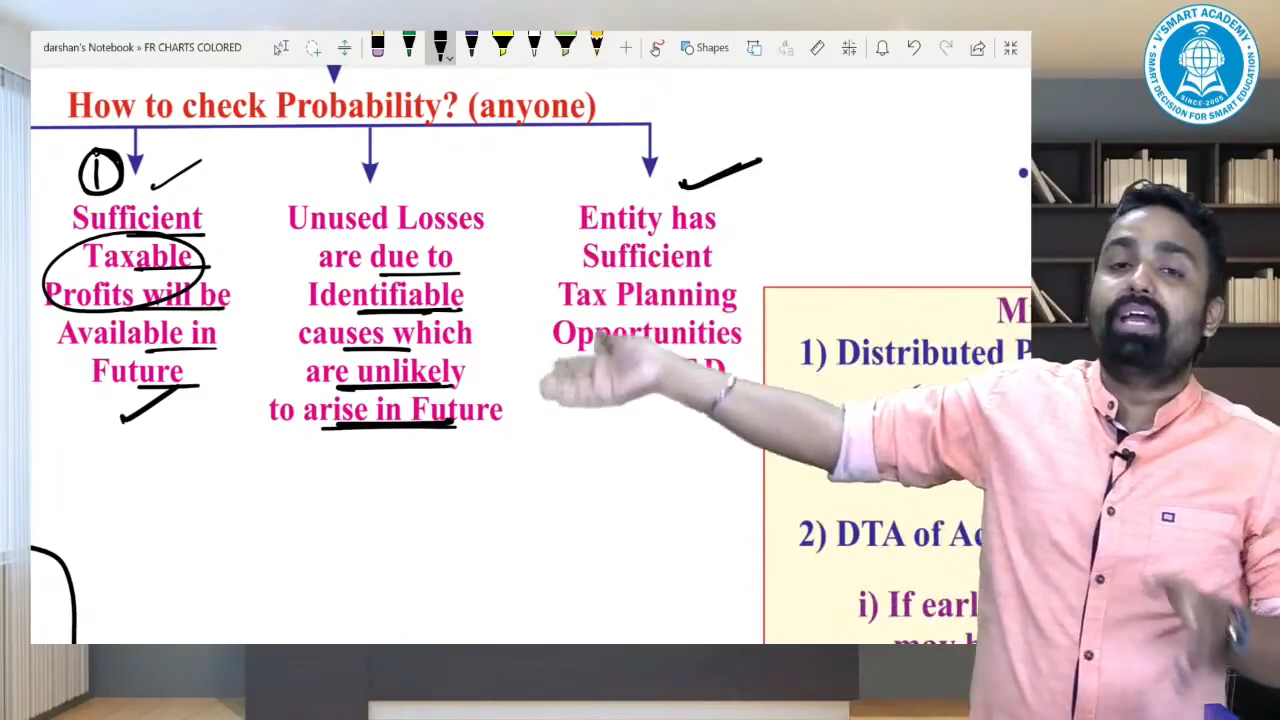 darshan's Notebook » FR CHARTS COLORED
Shapes
V'SMART ACADEMY
SMART DECISION FOR SMART EDUCATION
SINCE-2005
How to check Probability? (anyone)
1
Sufficient
Taxable
Profits will be
Available in
Future
Unused Losses
are due to
Identifiable
causes which
are unlikely
to arise in Future
Entity has
Sufficient
Tax Planning
Opportunities
1) Distributed
2) DTA of
i) If